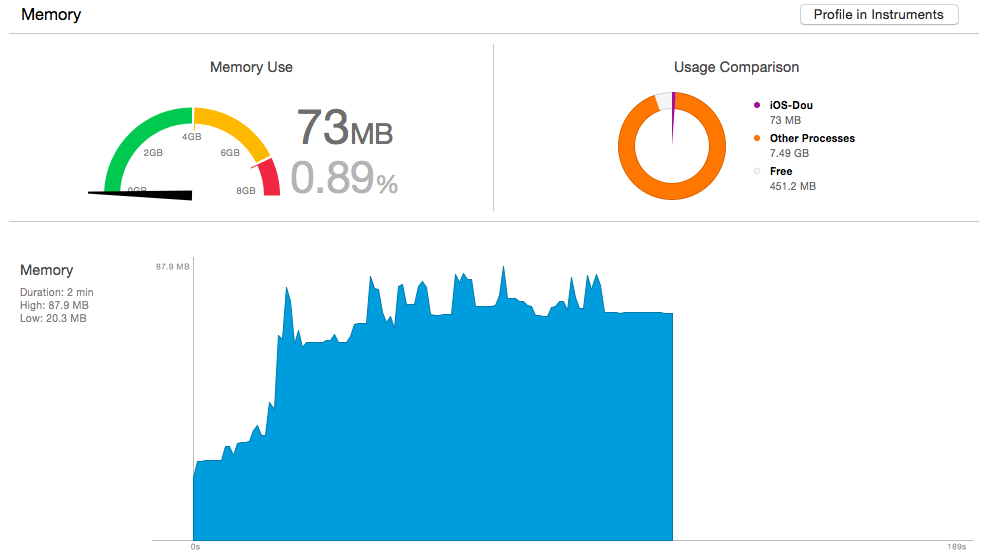 Memory
Profile in Instruments
Memory Use
Usage Comparison
0GB
2GB
4GB
6GB
8GB
73MB
0.89%
iOS-Dou
73 MB
Other Processes
7.49 GB
Free
451.2 MB
Memory
Duration: 2 min
High: 87.9 MB
Low: 20.3 MB
87.9 MB
0s
189s